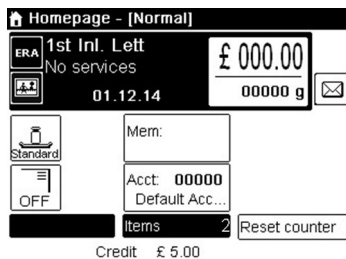 Homepage - [Normal]
ERA
1st Inl. Lett
No services
01.12.14
£ 000.00
00000 g
Standard
Mem:
OFF
Acct: 00000
Default Acc...
Items 2
Reset counter
Credit £ 5.00